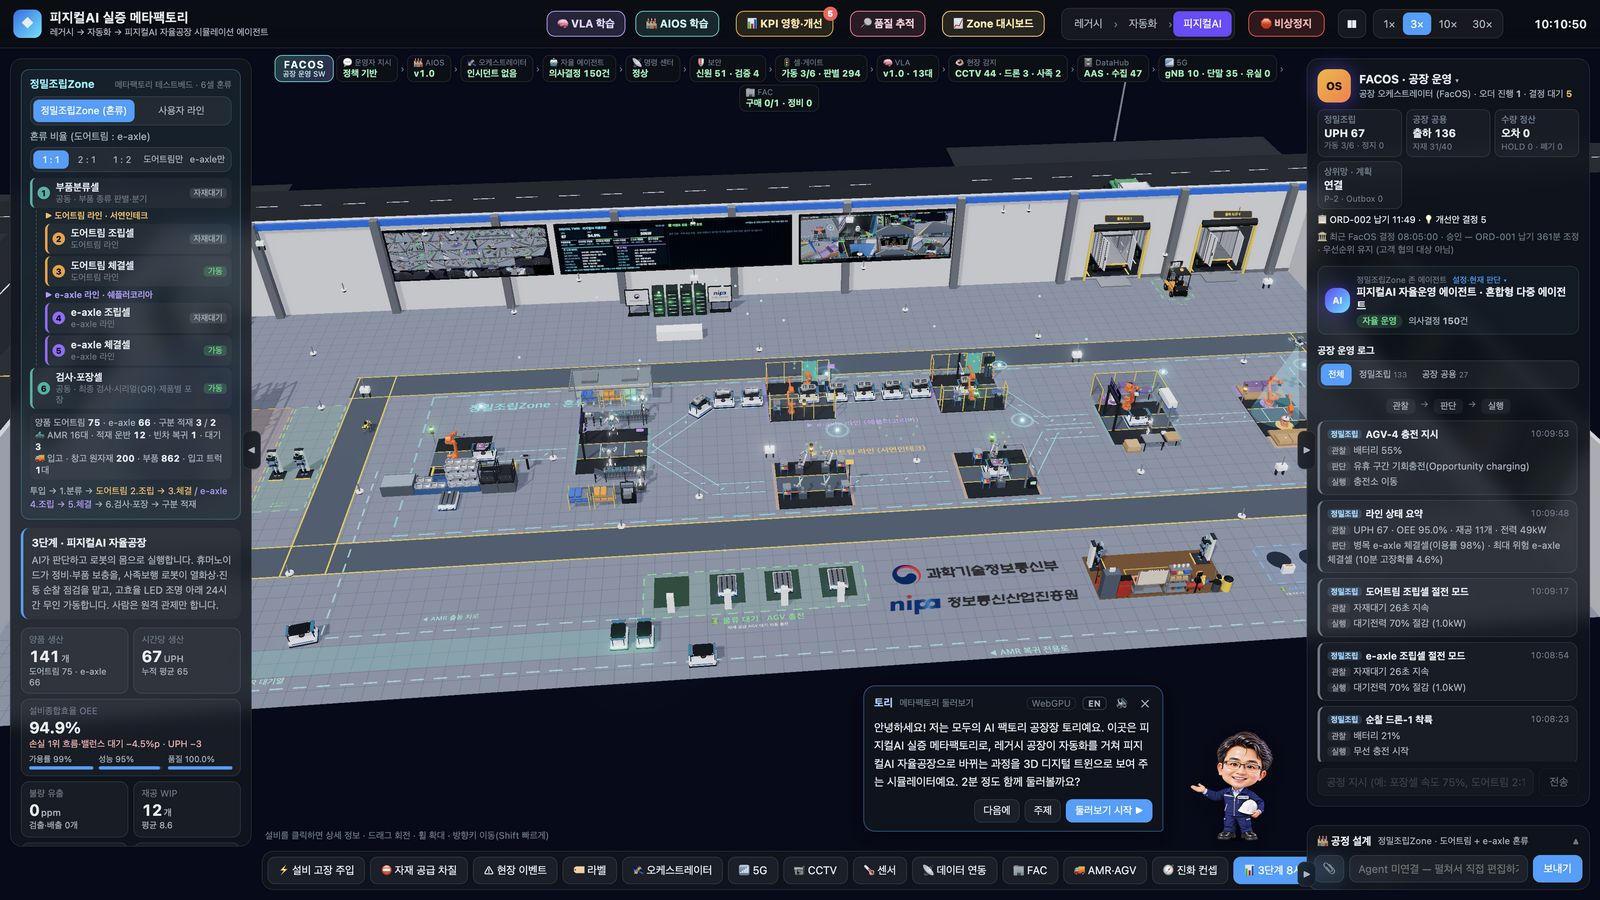 피지컬AI 실증 메타팩토리
레거시 → 자동화 → 피지컬AI 자율공장 시뮬레이션 에이전트
VLA 학습
AIOS 학습
KPI 영향·개선
5
품질 추적
Zone 대시보드
레거시 › 자동화 › 피지컬AI
비상정지
1× 3× 10× 30×
10:10:50
FACOS
공장 운영 SW
운영자 지시
정책 기반
AIOS
v1.0
오케스트레이터
인시던트 없음
자율 에이전트
의사결정 150건
명령 센터
정상
보안
신원 51 · 검증 4
셀·게이트
가동 3/6 · 판별 294
VLA
v1.0 · 13대
현장 감지
CCTV 44 · 드론 3 · 사족 2
DataHub
AAS · 수집 47
5G
gNB 10 · 단말 35 · 유실 0
FAC
구매 0/1 · 정비 0
정밀조립Zone
메타팩토리 테스트베드 · 6셀 혼류
정밀조립Zone (혼류)
사용자 라인
혼류 비율 (도어트림 : e-axle)
1 : 1
2 : 1
1 : 2
도어트림만
e-axle만
1
부품분류셀
공동 · 부품 종류 판별·분기
자재대기
▶ 도어트림 라인 · 서연인테크
2
도어트림 조립셀
도어트림 라인
자재대기
3
도어트림 체결셀
도어트림 라인
가동
▶ e-axle 라인 · 쉐플러코리아
4
e-axle 조립셀
e-axle 라인
자재대기
5
e-axle 체결셀
e-axle 라인
가동
6
검사·포장셀
공동 · 최종 검사·시리얼(QR)·제품별 포장
가동
양품 도어트림 75 · e-axle 66 · 구분 적재 3 / 2
AMR 16대 · 적재 운반 12 · 빈차 복귀 1 · 대기
3
입고 · 창고 원자재 200 · 부품 862 · 입고 트럭
1대
투입 → 1.분류 → 도어트림 2.조립 → 3.체결 / e-axle
4.조립 → 5.체결 → 6.검사·포장 → 구분 적재
3단계 · 피지컬AI 자율공장
AI가 판단하고 로봇의 몸으로 실행합니다. 휴머노이
드가 정비·부품 보충을, 사족보행 로봇이 열화상·진
동 순찰 점검을 맡고, 고효율 LED 조명 아래 24시
간 무인 가동합니다. 사람은 원격 관제만 합니다.
양품 생산
141 개
도어트림 75 · e-axle
66
시간당 생산
67 UPH
누적 평균 65
설비종합효율 OEE
94.9%
손실 1위 흐름·밸런스 대기 −4.5%p · UPH −3
가용률 99%
성능 95%
품질 100.0%
불량 유출
0 ppm
검출·배출 0개
재공 WIP
12 개
평균 8.6
nipa
과학기술정보통신부
nipa 정보통신산업진흥원
물류 대기 · AGV 충전
◀ AMR 출동 차로
◀ AMR 복귀 전용로
토리
메타팩토리 둘러보기
WebGPU
EN
안녕하세요! 저는 모두의 AI 팩토리 공장장 토리예요. 이곳은 피
지컬AI 실증 메타팩토리로, 레거시 공장이 자동화를 거쳐 피지
컬AI 자율공장으로 바뀌는 과정을 3D 디지털 트윈으로 보여 주
는 시뮬레이터예요. 2분 정도 함께 둘러볼까요?
다음에
주제
둘러보기 시작 ▶
설비를 클릭하면 상세 정보 · 드래그 회전 · 휠 확대 · 방향키 이동(Shift 빠르게)
설비 고장 주입
자재 공급 차질
현장 이벤트
라벨
오케스트레이터
5G
CCTV
센서
데이터 연동
FAC
AMR·AGV
진화 컨셉
3단계 8
OS
FACOS · 공장 운영
공장 오케스트레이터 (FacOS) · 오더 진행 1 · 결정 대기 5
정밀조립
UPH 67
가동 3/6 · 정지 0
공장 공용
출하 136
자재 31/40
수량 정산
오차 0
HOLD 0 · 폐기 0
상위망 · 계획
연결
P-2 · Outbox 0
ORD-002 납기 11:49 · 개선안 결정 5
최근 FacOS 결정 08:05:00 · 승인 — ORD-001 납기 361분 조정
· 우선순위 유지 (고객 협의 대상 아님)
AI
정밀조립Zone 존 에이전트
설정·현재 판단
피지컬AI 자율운영 에이전트 · 혼합형 다중 에이전
트
자율 운영
의사결정 150건
공장 운영 로그
전체
정밀조립 133
공장 공용 27
관찰 → 판단 → 실행
정밀조립 AGV-4 충전 지시 10:09:53
관찰 배터리 55%
판단 유휴 구간 기회충전(Opportunity charging)
실행 충전소 이동
정밀조립 라인 상태 요약 10:09:48
관찰 UPH 67 · OEE 95.0% · 재공 11개 · 전력 49kW
판단 병목 e-axle 체결셀(이용률 98%) · 최대 위험 e-axle
체결셀 (10분 고장확률 4.6%)
정밀조립 도어트림 조립셀 절전 모드 10:09:17
관찰 자재대기 26초 지속
실행 대기전력 70% 절감 (1.0kW)
정밀조립 e-axle 조립셀 절전 모드 10:08:54
관찰 자재대기 26초 지속
실행 대기전력 70% 절감 (1.0kW)
정밀조립 순찰 드론-1 착륙 10:08:23
관찰 배터리 21%
실행 무선 충전 시작
공정 지시 (예: 포장셀 속도 75%, 도어트림 2:1
전송
공정 설계
정밀조립Zone · 도어트림 + e-axle 혼류
Agent 미연결 — 펼쳐서 직접 편집하
보내기